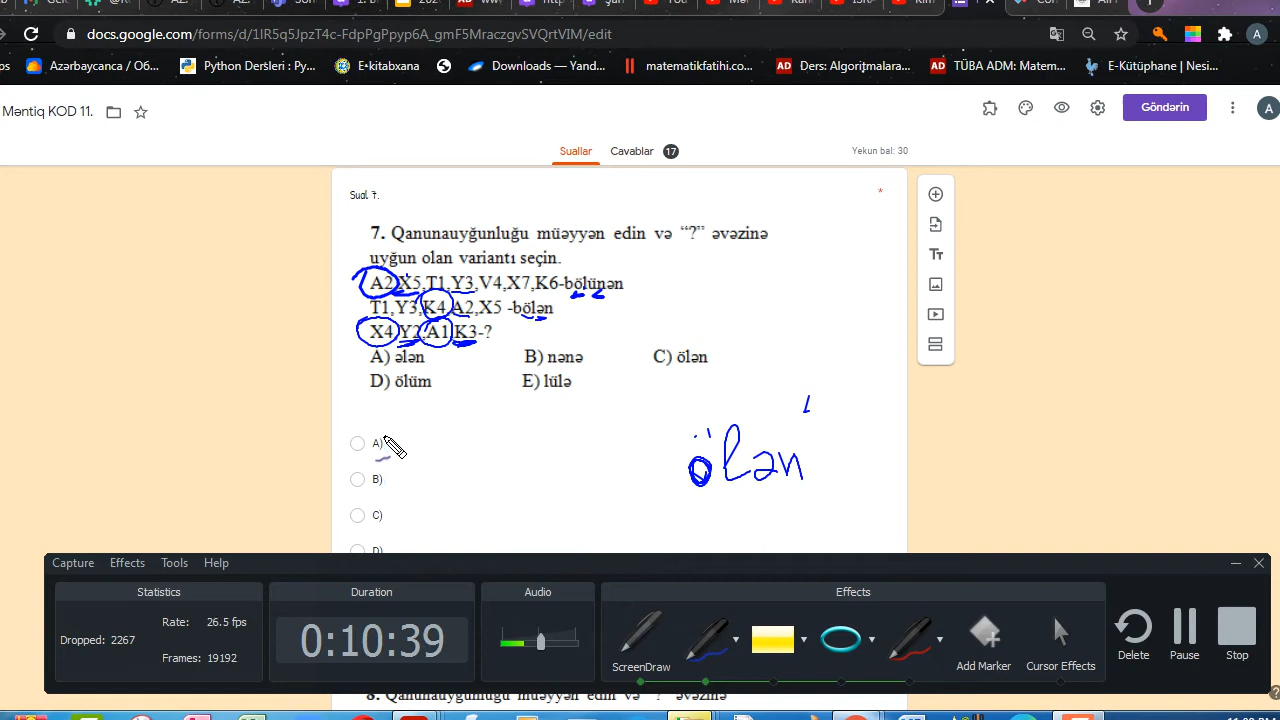 docs.google.com/forms/d/1lR5q5JpzT4c-FdpPgPpyp6A_gmF5MrazzgvSVQrtVIM/edit
A
Azərbaycanca / Об...
Python Dersleri : Py...
E-kitabxana
Downloads — Yand...
matematikfatihi.co...
Ders: Algoritmalara...
TÜBA ADM: Matem...
E-Kütüphane | Nesi...
Məntiq KOD 11.
Göndərin
A
Suallar
Cavablar 17
Yekun bal: 30
Sual 7.
*
7. Qanunauyğunluğu müəyyən edin və “?” əvəzinə
uyğun olan variantı seçin.
A2,X5,T1,Y3,V4,X7,K6-bölünən
T1,Y3,K4,A2,X5 -bölən
X4,Y2,A1,K3-?
A) ələn B) nənə C) ölən
D) ölüm E) lülə
ölən
A)
B)
C)
D)
Capture Effects Tools Help
Statistics
Duration
Audio
Effects
Dropped: 2267
Rate: 26.5 fps
Frames: 19192
0:10:39
ScreenDraw
Add Marker
Cursor Effects
Delete
Pause
Stop
8. Qanunauyğunluğu müəyyən edin və “?” əvəzinə